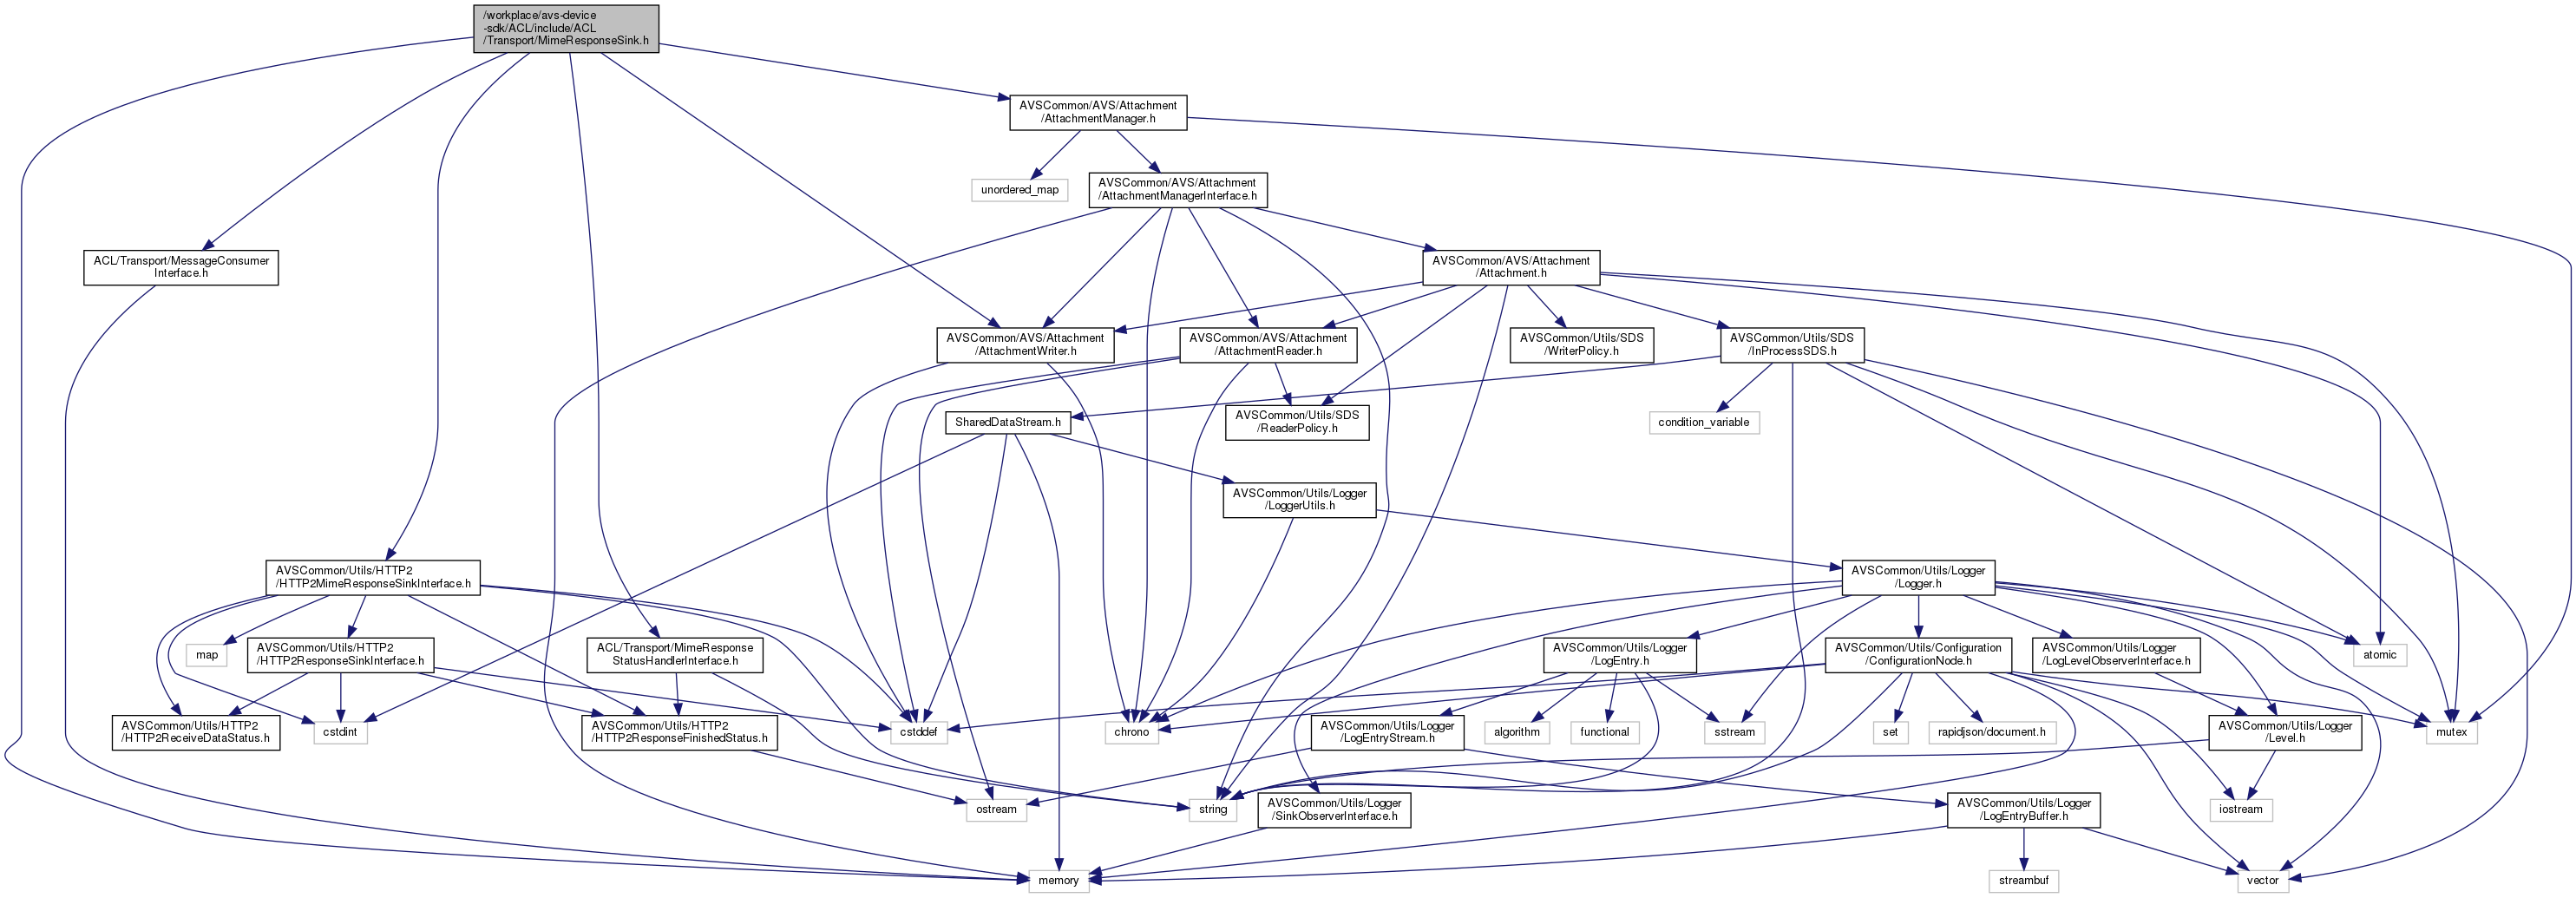 /workplace/avs-device
-sdk/ACL/include/ACL
/Transport/MimeResponseSink.h
AVSCommon/AVS/Attachment
/AttachmentManager.h
unordered_map
AVSCommon/AVS/Attachment
/AttachmentManagerInterface.h
ACL/Transport/MessageConsumer
Interface.h
AVSCommon/AVS/Attachment
/Attachment.h
AVSCommon/AVS/Attachment
/AttachmentWriter.h
AVSCommon/AVS/Attachment
/AttachmentReader.h
AVSCommon/Utils/SDS
/WriterPolicy.h
AVSCommon/Utils/SDS
/InProcessSDS.h
SharedDataStream.h
AVSCommon/Utils/SDS
/ReaderPolicy.h
condition_variable
AVSCommon/Utils/Logger
/LoggerUtils.h
AVSCommon/Utils/HTTP2
/HTTP2MimeResponseSinkInterface.h
AVSCommon/Utils/Logger
/Logger.h
map
AVSCommon/Utils/HTTP2
/HTTP2ResponseSinkInterface.h
ACL/Transport/MimeResponse
StatusHandlerInterface.h
AVSCommon/Utils/Logger
/LogEntry.h
AVSCommon/Utils/Configuration
/ConfigurationNode.h
AVSCommon/Utils/Logger
/LogLevelObserverInterface.h
atomic
AVSCommon/Utils/HTTP2
/HTTP2ReceiveDataStatus.h
cstdint
AVSCommon/Utils/HTTP2
/HTTP2ResponseFinishedStatus.h
cstddef
chrono
AVSCommon/Utils/Logger
/LogEntryStream.h
algorithm
functional
sstream
set
rapidjson/document.h
AVSCommon/Utils/Logger
/Level.h
mutex
ostream
string
AVSCommon/Utils/Logger
/SinkObserverInterface.h
AVSCommon/Utils/Logger
/LogEntryBuffer.h
iostream
memory
streambuf
vector